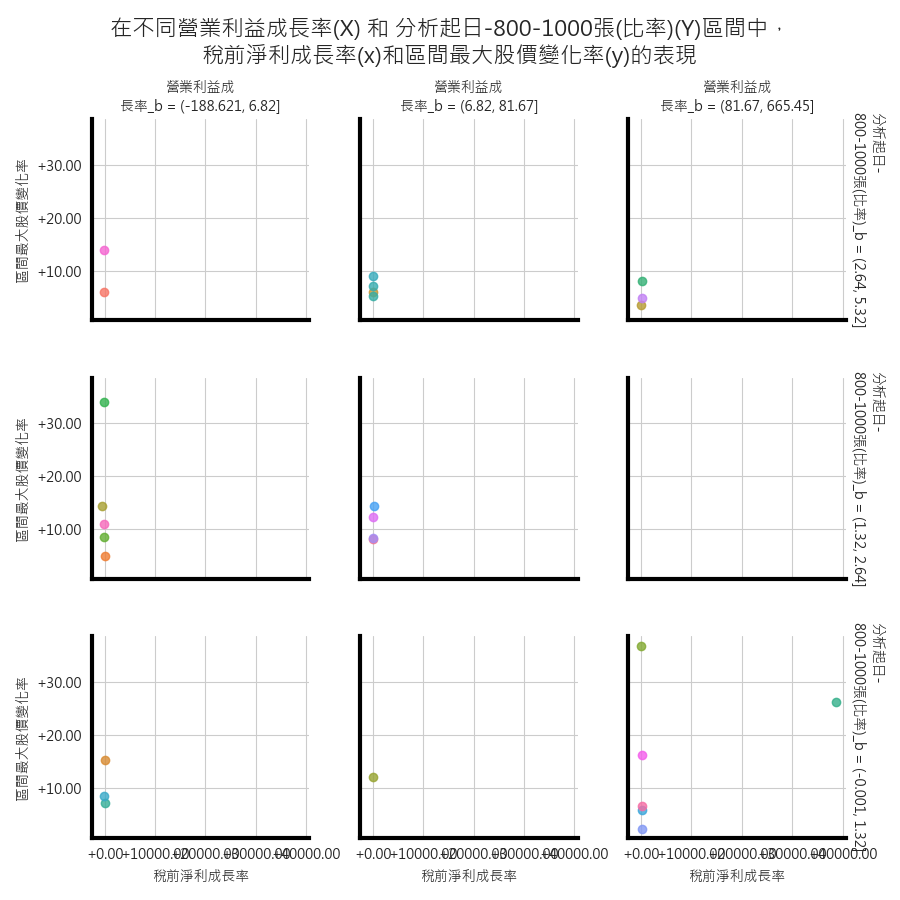 在不同營業利益成長率(X) 和 分析起日-800-1000張(比率)(Y)區間中，
稅前淨利成長率(x)和區間最大股價變化率(y)的表現
營業利益成
長率_b = (-188.621, 6.82]
營業利益成
長率_b = (6.82, 81.67]
營業利益成
長率_b = (81.67, 665.45]
區間最大股價變化率
+30.00
+20.00
+10.00
分析起日-
800-1000張(比率)_b = (2.64, 5.32]
區間最大股價變化率
+30.00
+20.00
+10.00
分析起日-
800-1000張(比率)_b = (1.32, 2.64]
區間最大股價變化率
+30.00
+20.00
+10.00
分析起日-
800-1000張(比率)_b = (-0.001, 1.32]
+0.00 +10000.00 +20000.00 +30000.00 +40000.00
+0.00 +10000.00 +20000.00 +30000.00 +40000.00
+0.00 +10000.00 +20000.00 +30000.00 +40000.00
稅前淨利成長率
稅前淨利成長率
稅前淨利成長率